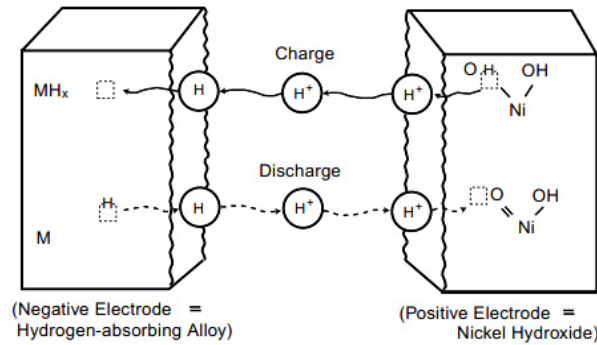 Charge
MHx
H
H+
H+
O H
OH
Ni
Discharge
H
H
H+
H+
O
OH
Ni
M
(Negative Electrode =
Hydrogen-absorbing Alloy)
(Positive Electrode =
Nickel Hydroxide)